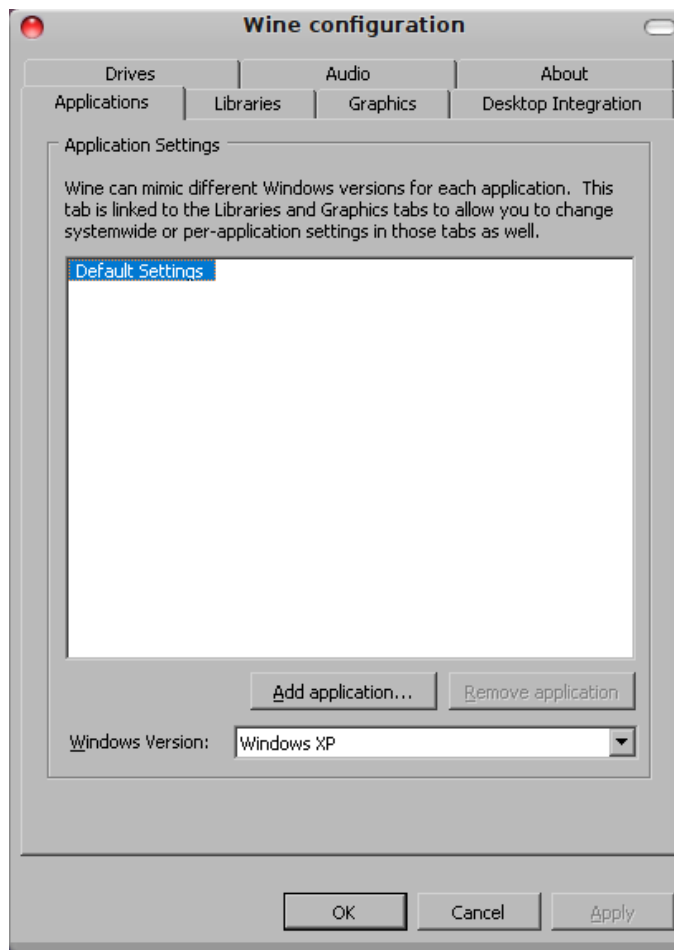 Wine configuration
Drives
Audio
About
Applications
Libraries
Graphics
Desktop Integration
Application Settings
Wine can mimic different Windows versions for each application.  This
tab is linked to the Libraries and Graphics tabs to allow you to change
systemwide or per-application settings in those tabs as well.
Default Settings
Add application...
Remove application
Windows Version:
Windows XP
OK
Cancel
Apply